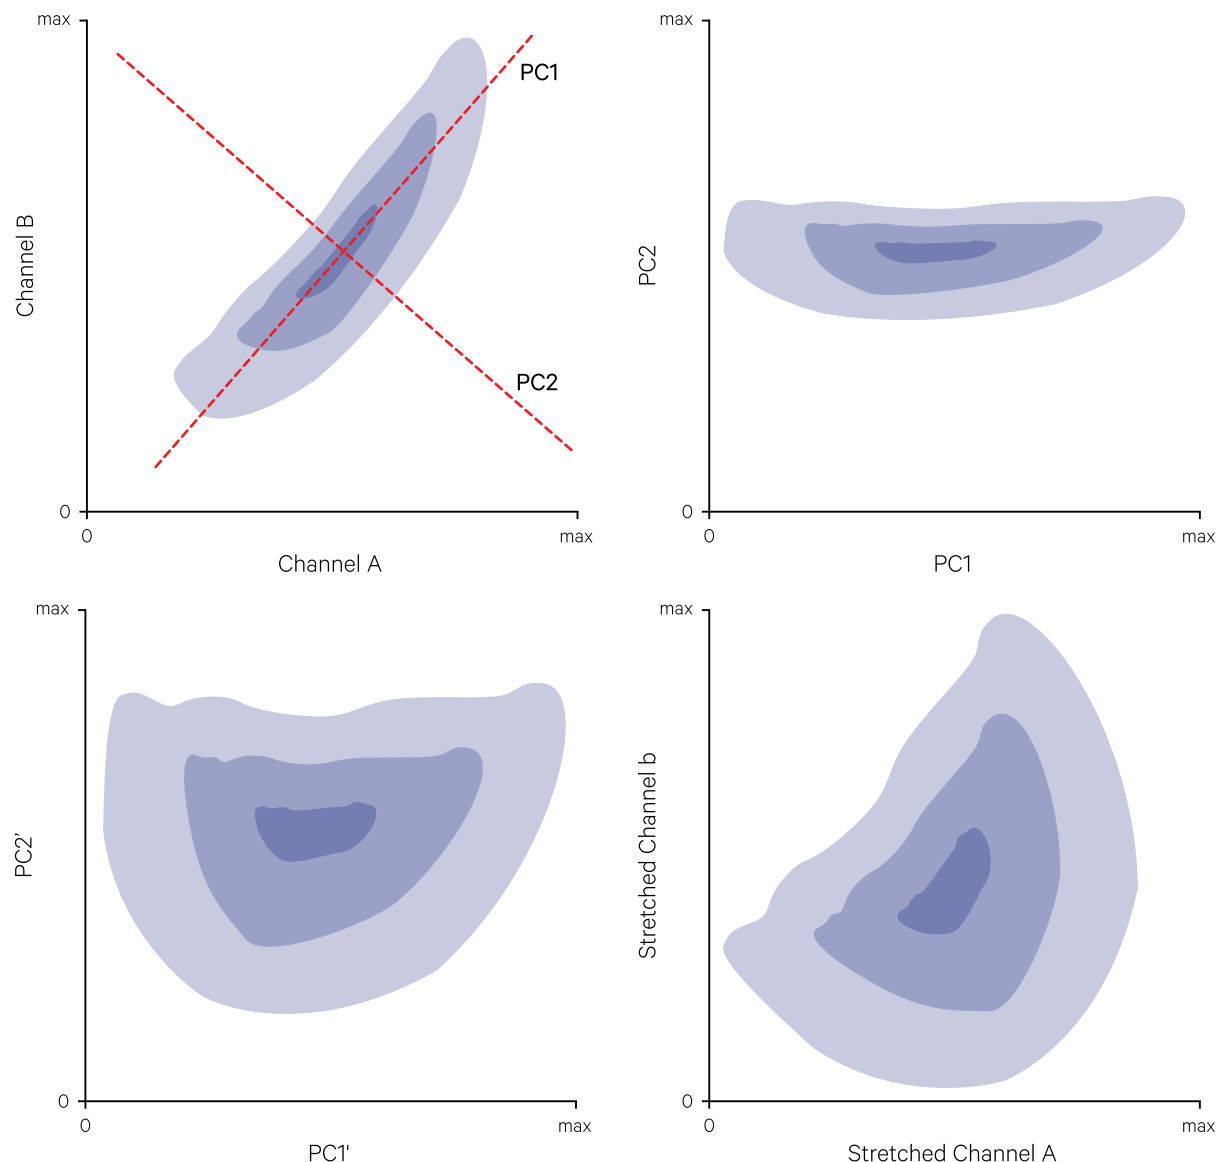 max
PC1
Channel B
PC2
0
0
max
Channel A
max
PC2
0
0
max
PC1
max
PC2'
0
0
max
PC1'
max
Stretched Channel b
0
0
max
Stretched Channel A